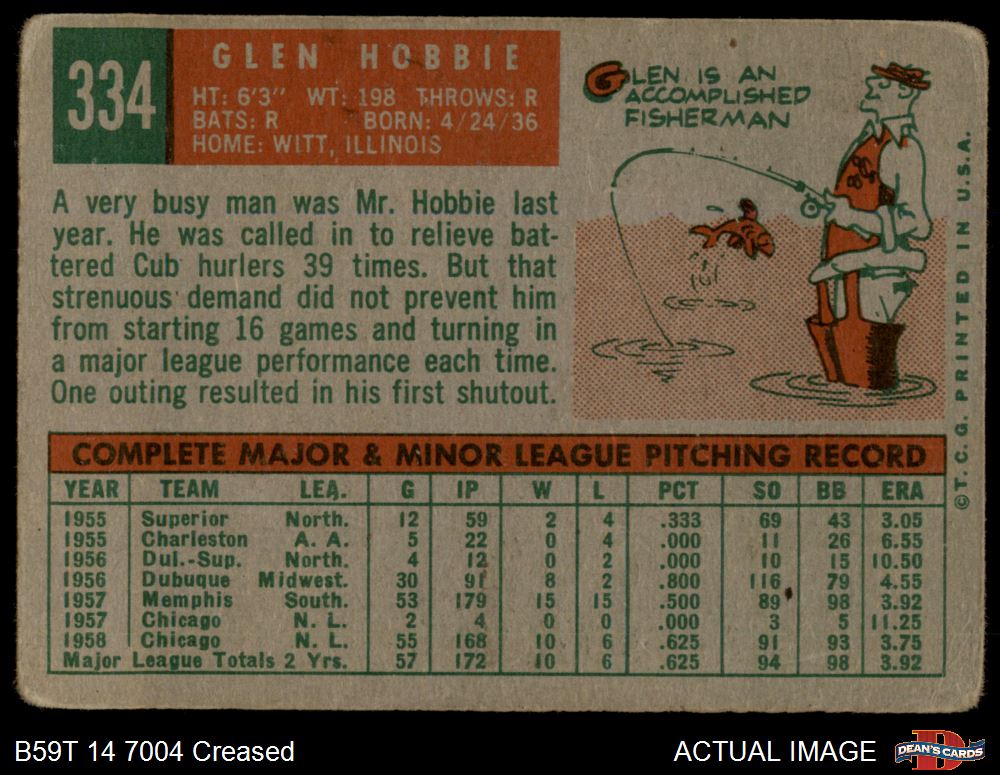 334
GLEN HOBBIE
HT: 6'3" WT: 198 THROWS: R
BATS: R BORN: 4/24/36
HOME: WITT, ILLINOIS
GLEN IS AN
ACCOMPLISHED
FISHERMAN
A very busy man was Mr. Hobbie last
year. He was called in to relieve bat-
tered Cub hurlers 39 times. But that
strenuous demand did not prevent him
from starting 16 games and turning in
a major league performance each time.
One outing resulted in his first shutout.
©T.C.G. PRINTED IN U.S.A.
COMPLETE MAJOR & MINOR LEAGUE PITCHING RECORD
YEAR TEAM LEA. G IP W L PCT SO BB ERA
1955 Superior North. 12 59 2 4 .333 69 43 3.05
1955 Charleston A. A. 5 22 0 4 .000 11 26 6.55
1956 Dul.-Sup. North. 4 12 0 2 .000 10 15 10.50
1956 Dubuque Midwest. 30 91 8 2 .800 116 79 4.55
1957 Memphis South. 53 179 15 15 .500 89 98 3.92
1957 Chicago N. L. 2 4 0 0 .000 3 5 11.25
1958 Chicago N. L. 55 168 10 6 .625 91 93 3.75
Major League Totals 2 Yrs. 57 172 10 6 .625 94 98 3.92
B59T 14 7004 Creased
ACTUAL IMAGE
DEAN'S CARDS